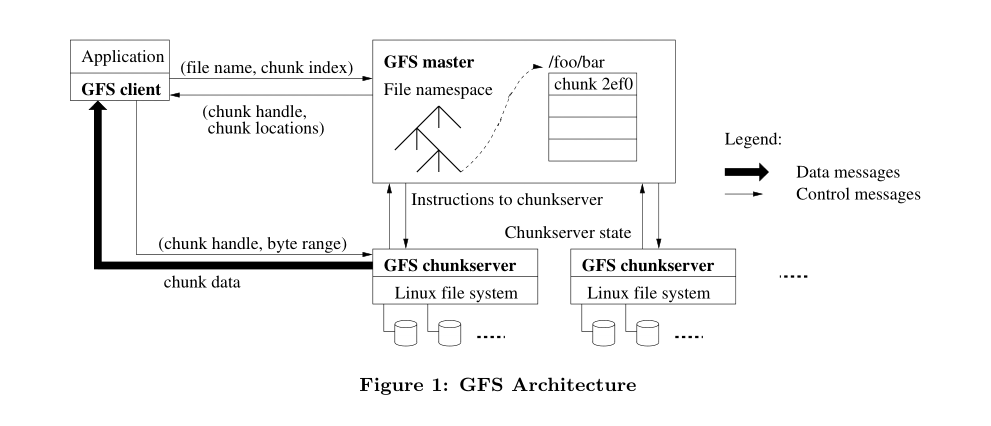 Application
GFS client
(file name, chunk index)
(chunk handle,
chunk locations)
GFS master
File namespace
/foo/bar
chunk 2ef0
Legend:
Data messages
Control messages
Instructions to chunkserver
Chunkserver state
(chunk handle, byte range)
chunk data
GFS chunkserver
Linux file system
GFS chunkserver
Linux file system
Figure 1: GFS Architecture